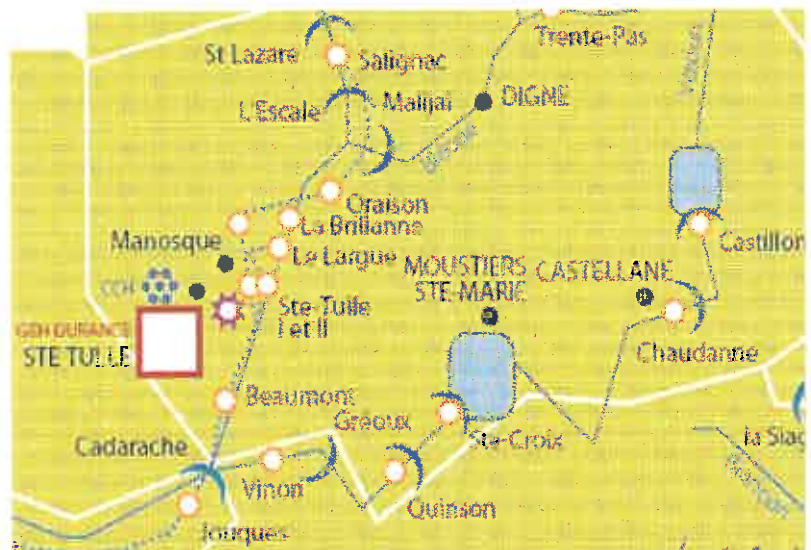 Trente-Pas
St Lazare
Salignac
L'Escale
Malijai
DIGNE
Oraison
La Brillanne
Manosque
Le Largue
Castillon
MOUSTIERS
STE-MARIE
CASTELLANE
CCH
Ste-Tulle
I et II
GEH DURANCE
STE TULLE
Chaudanne
Beaumont
Greoux
Cadarache
Ste-Croix
Vinon
Quinson
Jouques